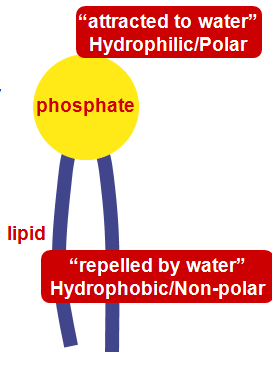 “attracted to water”
Hydrophilic/Polar
phosphate
lipid
“repelled by water”
Hydrophobic/Non-polar